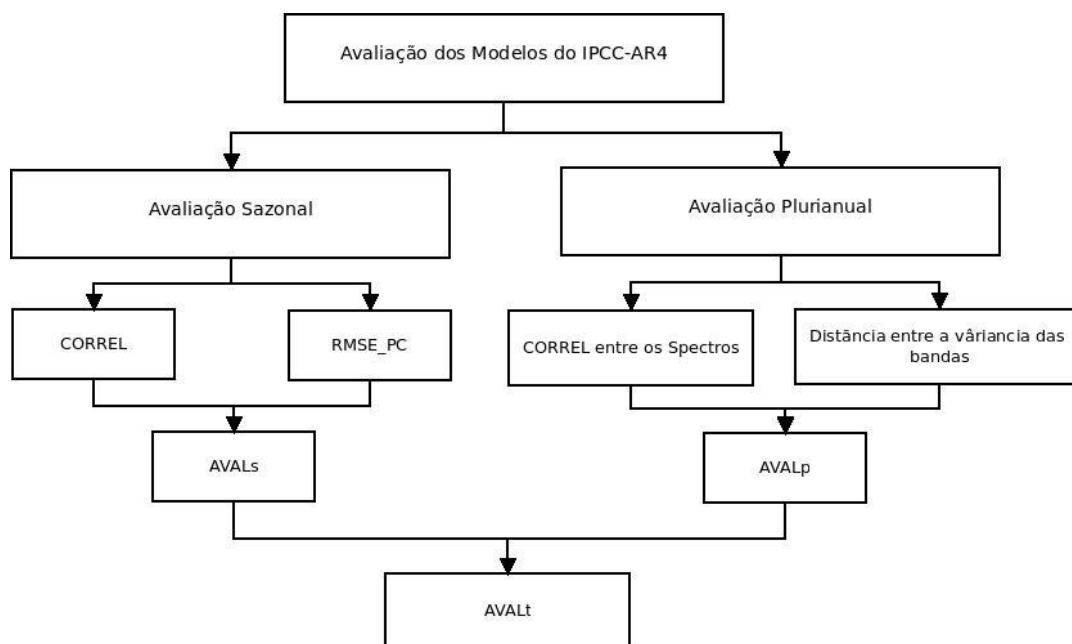 Avaliação dos Modelos do IPCC-AR4
Avaliação Sazonal
Avaliação Plurianual
CORREL
RMSE_PC
CORREL entre os Spectros
Distãncia entre a vâriancia das
bandas
AVALs
AVALp
AVALt